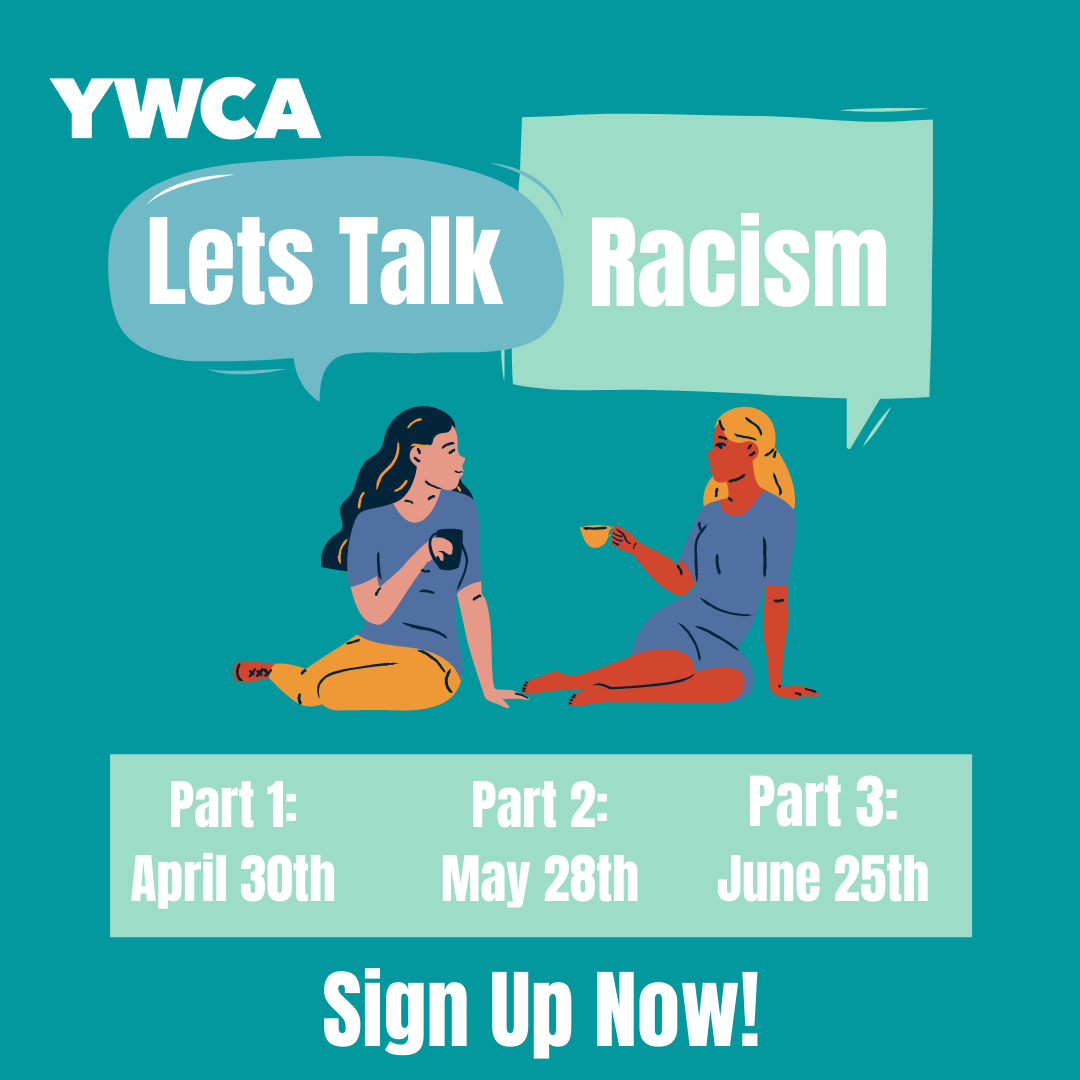 YWCA
Lets Talk
Racism
Part 1:
April 30th
Part 2:
May 28th
Part 3:
June 25th
Sign Up Now!